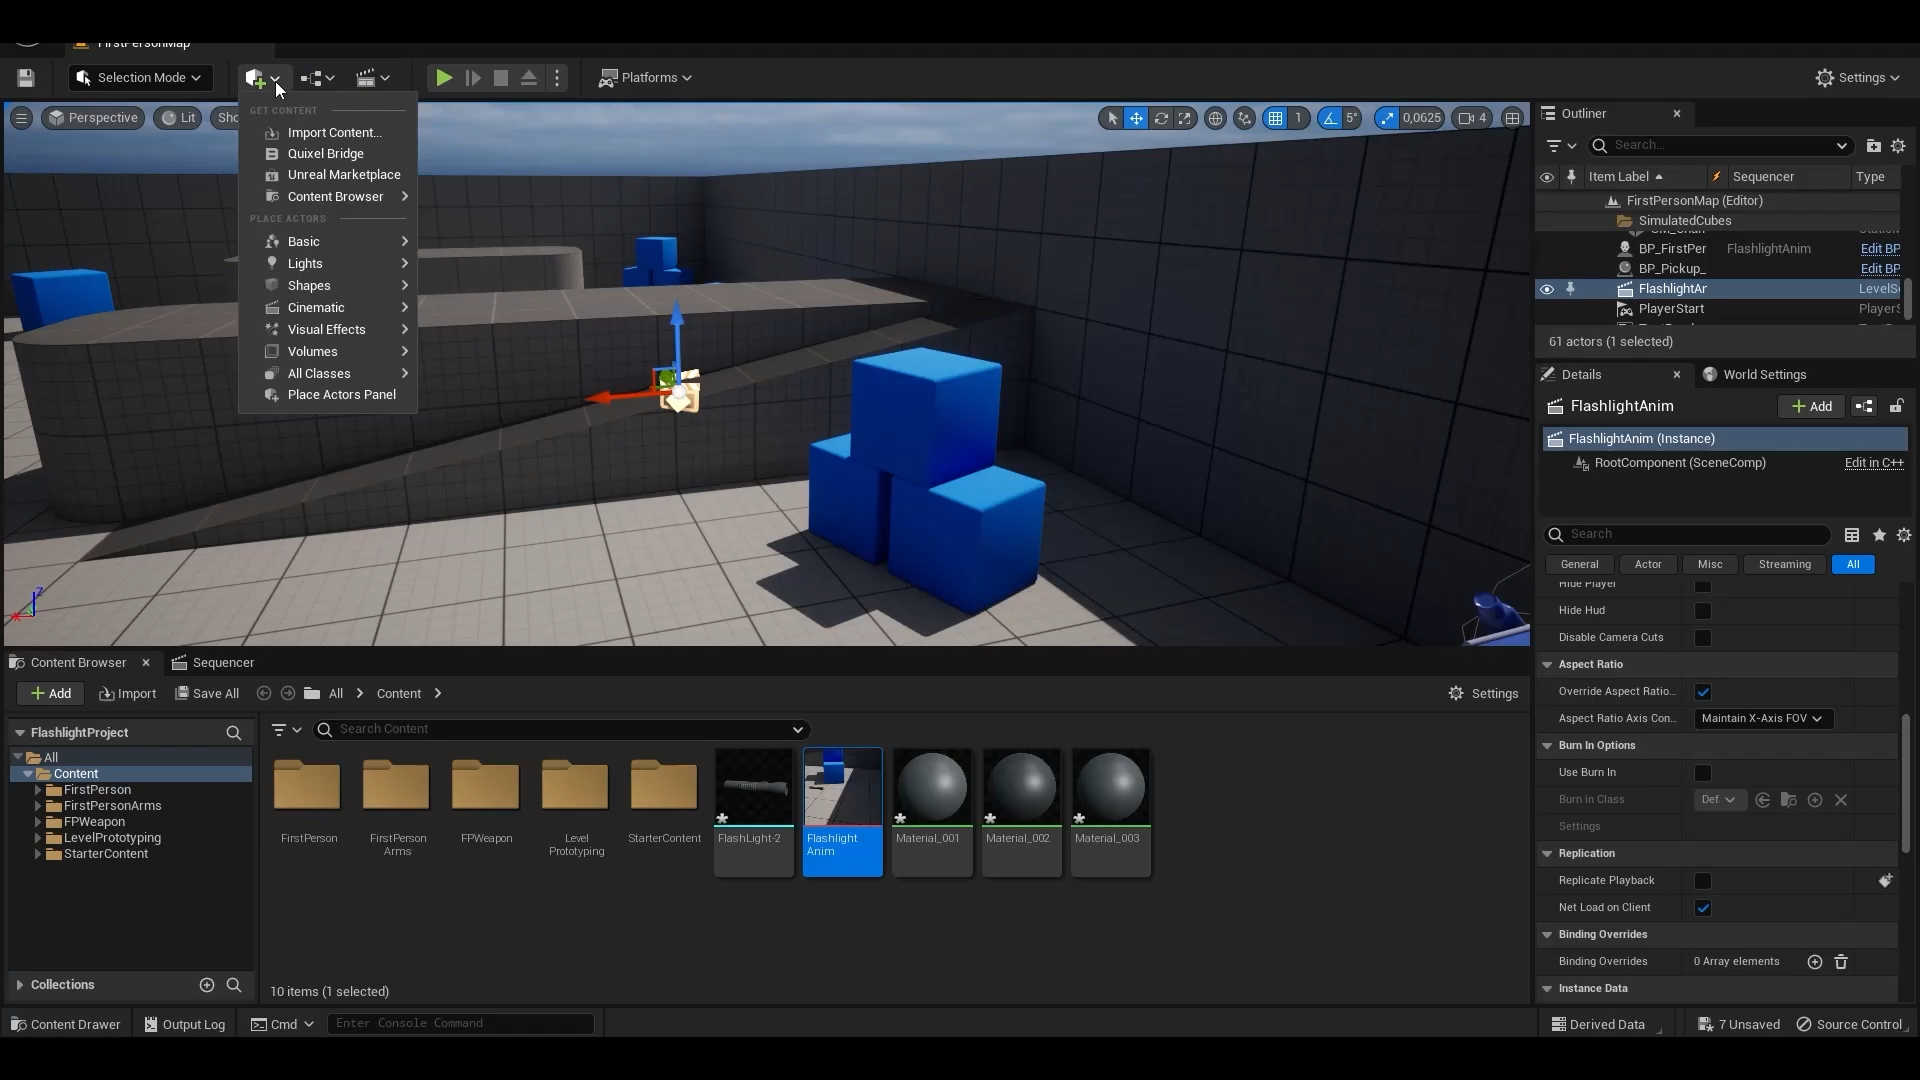 FirstPersonMap
Selection Mode
Platforms
Settings
GET CONTENT
Import Content...
Quixel Bridge
Unreal Marketplace
Content Browser
PLACE ACTORS
Basic
Lights
Shapes
Cinematic
Visual Effects
Volumes
All Classes
Place Actors Panel
Perspective
Lit
Sho
1
5°
0,0625
4
Z
Outliner
Search...
Item Label
Sequencer
Type
FirstPersonMap (Editor)
SimulatedCubes
BP_FirstPer
FlashlightAnim
Edit BP
BP_Pickup_
Edit BP
FlashlightAr
LevelSe
PlayerStart
PlayerS
61 actors (1 selected)
Details
World Settings
FlashlightAnim
Add
FlashlightAnim (Instance)
RootComponent (SceneComp)
Edit in C++
Search
General
Actor
Misc
Streaming
All
Hide Player
Hide Hud
Disable Camera Cuts
Aspect Ratio
Override Aspect Ratio...
Aspect Ratio Axis Con...
Maintain X-Axis FOV
Burn In Options
Use Burn In
Burn in Class
Def
Settings
Replication
Replicate Playback
Net Load on Client
Binding Overrides
Binding Overrides
0 Array elements
Instance Data
Content Browser
Sequencer
Add
Import
Save All
All
Content
Settings
FlashlightProject
All
Content
FirstPerson
FirstPersonArms
FPWeapon
LevelPrototyping
StarterContent
Collections
Search Content
FirstPerson
FirstPerson
Arms
FPWeapon
Level
Prototyping
StarterContent
FlashLight-2
Flashlight
Anim
Material_001
Material_002
Material_003
10 items (1 selected)
Content Drawer
Output Log
Cmd
Enter Console Command
Derived Data
7 Unsaved
Source Control